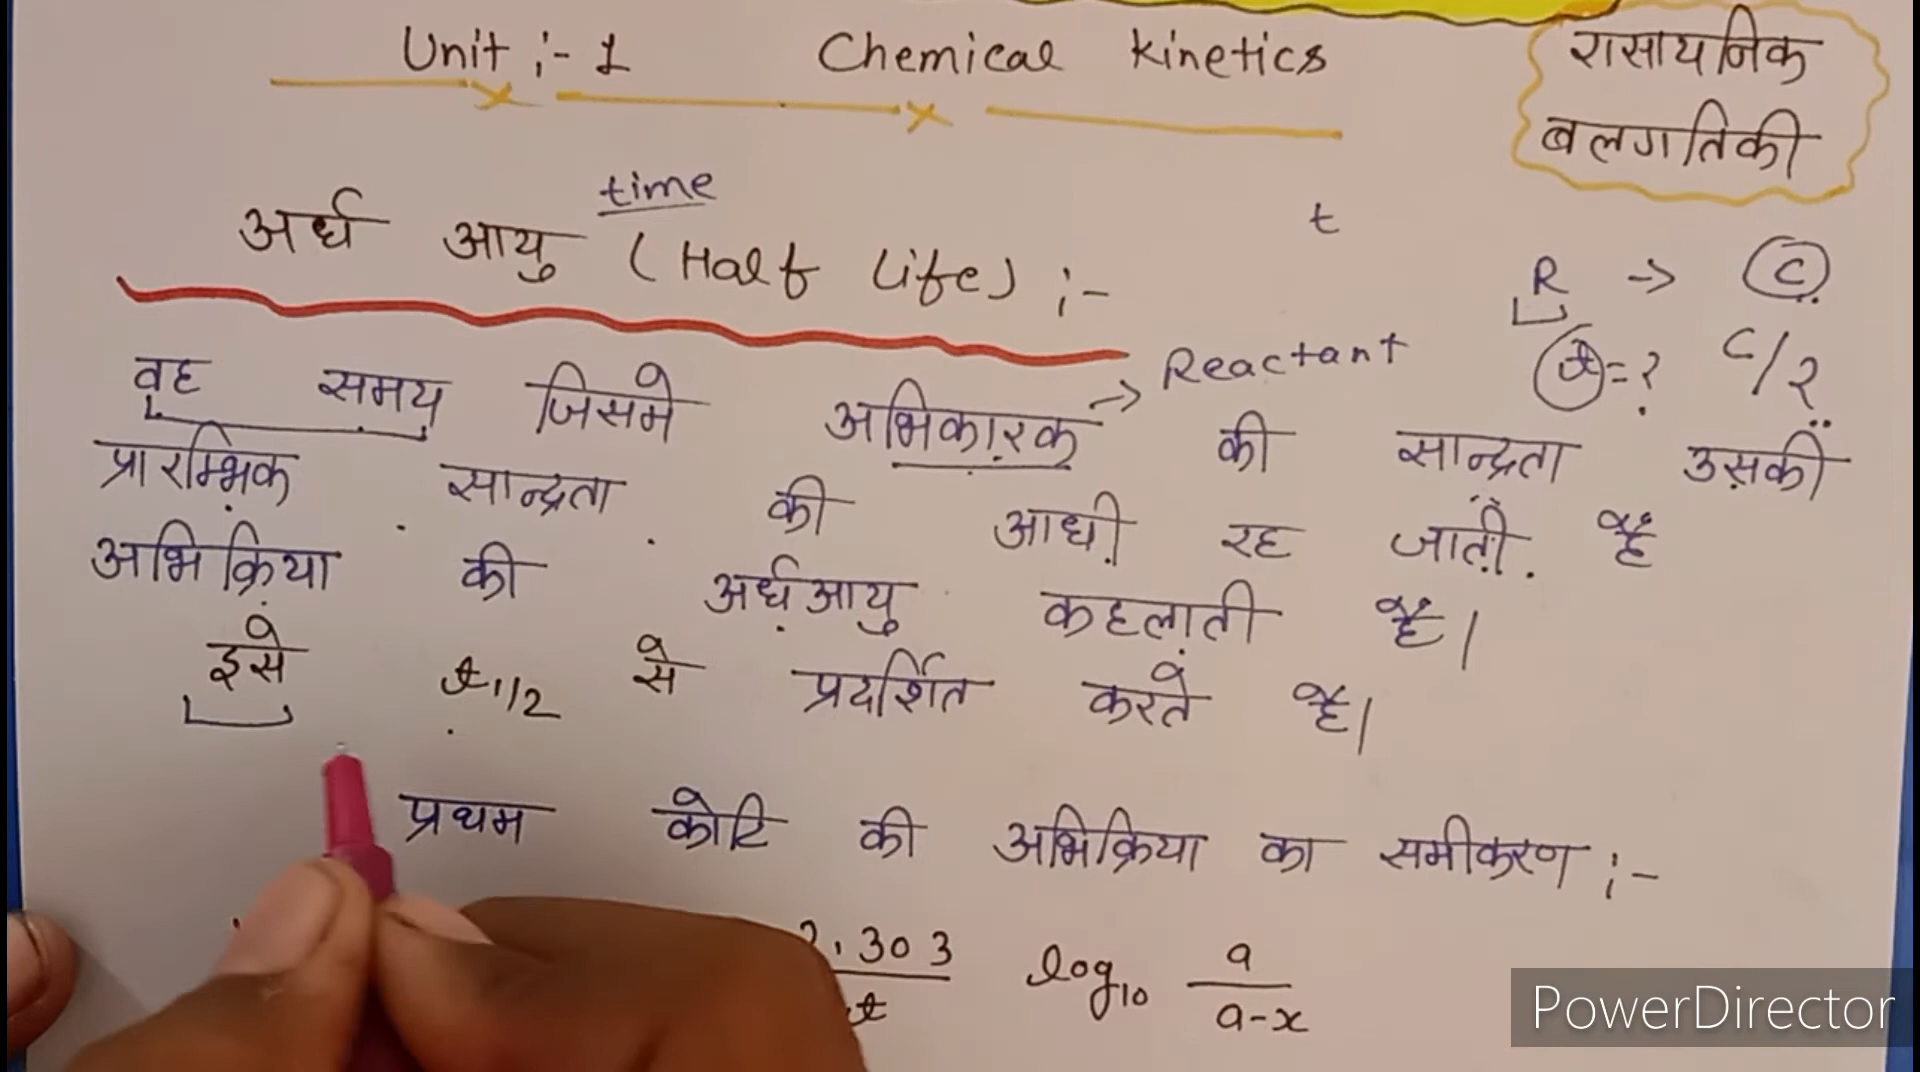 Unit :- 1 Chemical Kinetics
रासायनिक
बलगतिकी
time
अर्ध आयु (Half Life) :-
t
R → C
t = ? C/2
→ Reactant
वह समय जिसमे अभिकारक की सान्द्रता उसकी
प्रारम्भिक सान्द्रता की आधी रह जाती है
अभिक्रिया की अर्धआयु कहलाती है।
इसे t1/2 से प्रदर्शित करते है।
प्रथम कोटि की अभिक्रिया का समीकरण :-
2.303 / t log10 a / a-x
PowerDirector